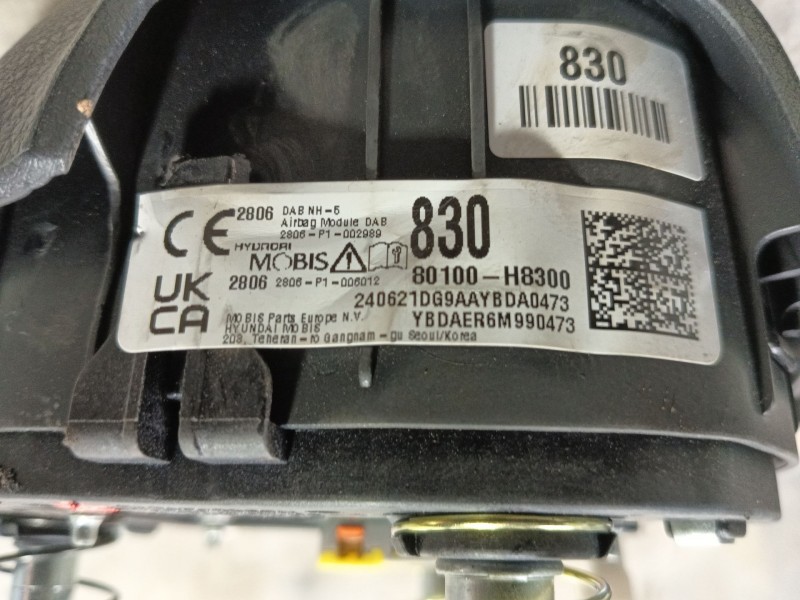 830
CE 2806 DAB NH-5
Airbag Module DAB
2806-P1-002989
830
HYUNDAI
MOBIS
80100-H8300
UK
CA
2806 2806-P1-006012
240621DG9AAYBDA0473
MOBIS Parts Europe N.V.
YBDAER6M990473
HYUNDAI MOBIS
203, Teheran-ro Gangnam-gu Seoul/Korea